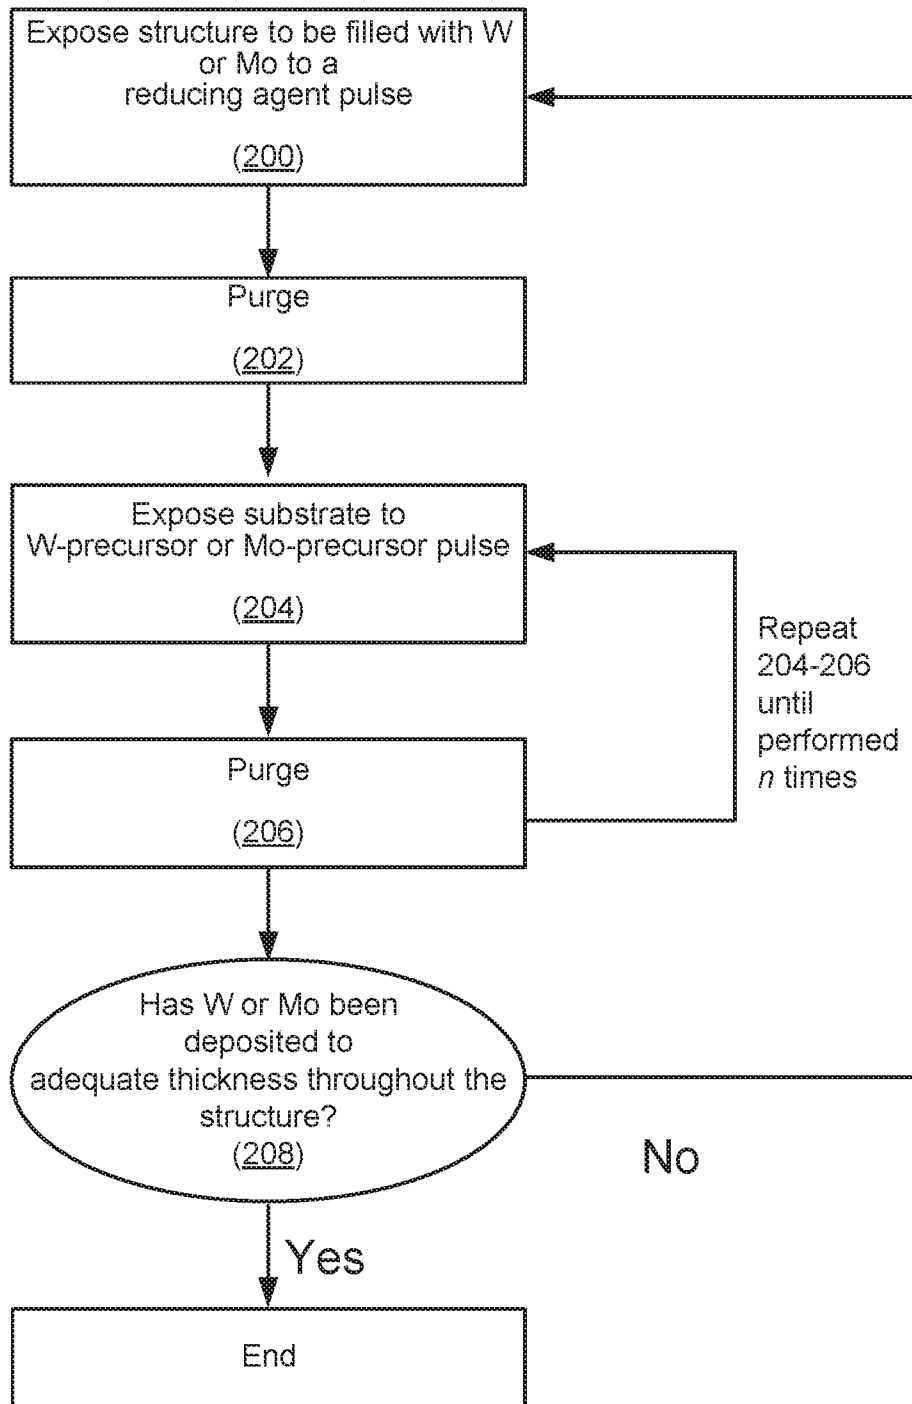 Expose structure to be filled with W
or Mo to a
reducing agent pulse
(200)
Purge
(202)
Expose substrate to
W-precursor or Mo-precursor pulse
(204)
Repeat
204-206
until
performed
n times
Purge
(206)
Has W or Mo been
deposited to
adequate thickness throughout the
structure?
(208)
No
Yes
End